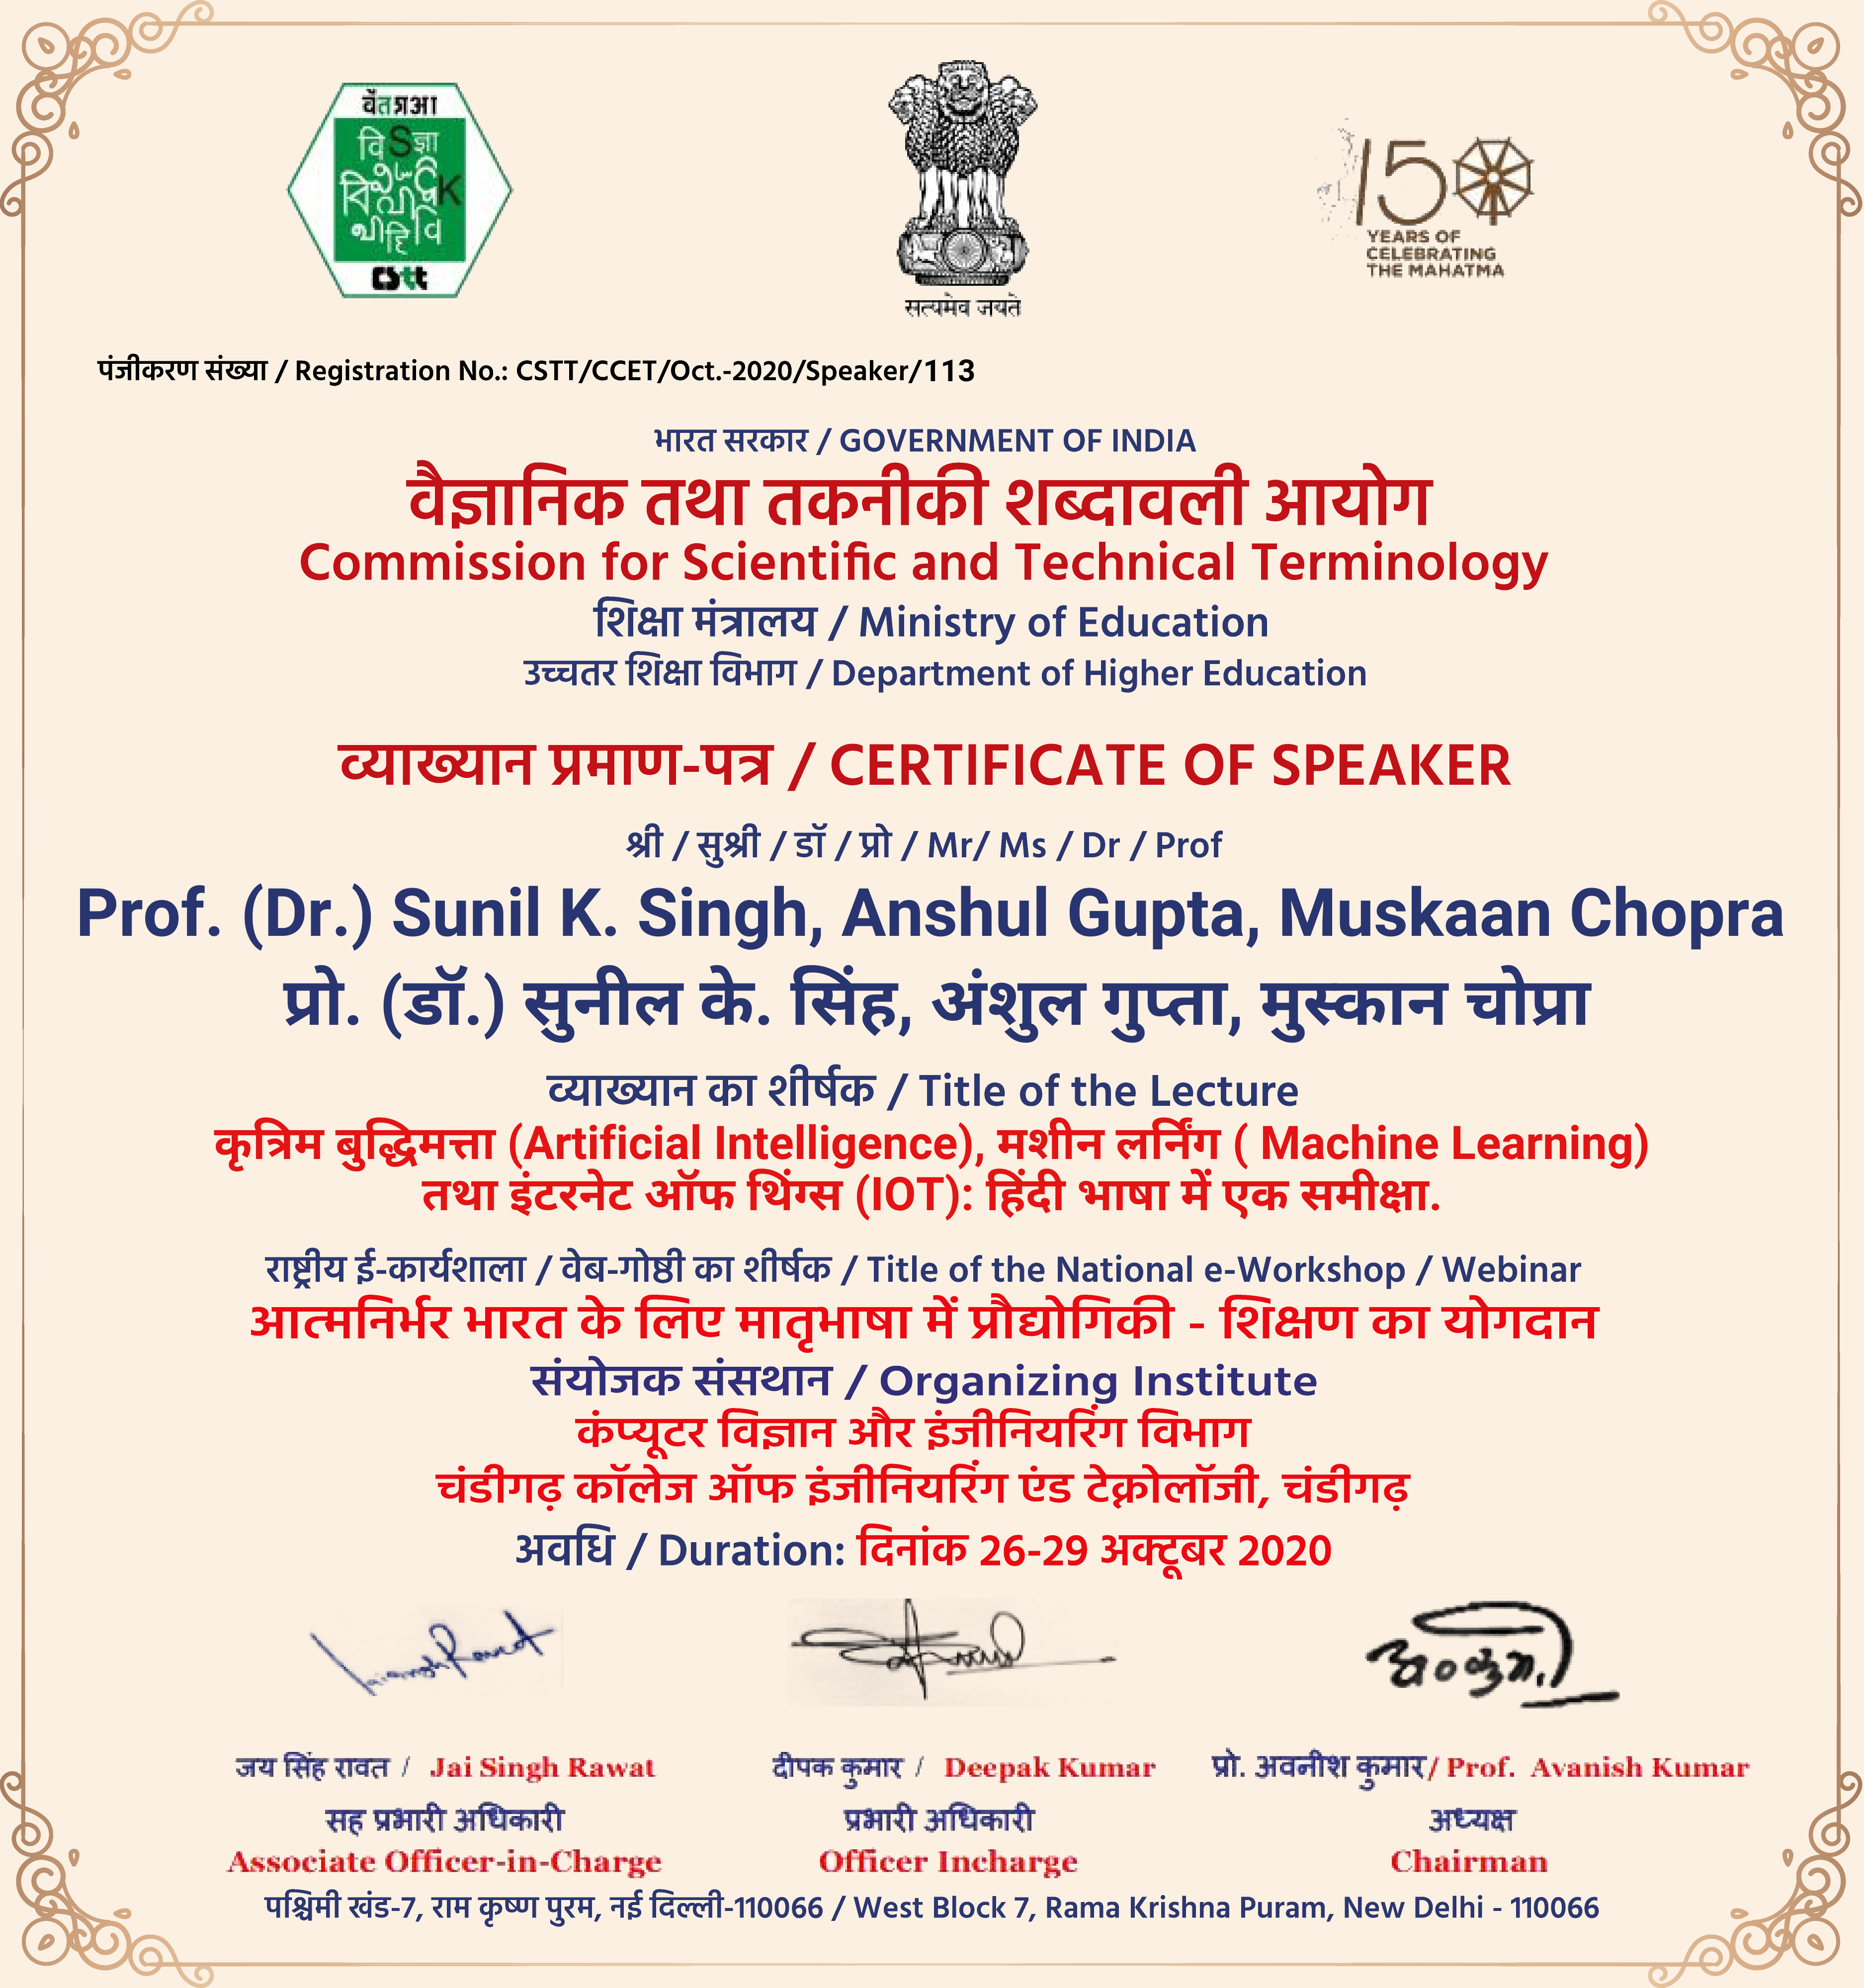 वैतशआ
cstt
सत्यमेव जयते
150
YEARS OF
CELEBRATING
THE MAHATMA
पंजीकरण संख्या / Registration No.: CSTT/CCET/Oct.-2020/Speaker/113
भारत सरकार / GOVERNMENT OF INDIA
वैज्ञानिक तथा तकनीकी शब्दावली आयोग
Commission for Scientific and Technical Terminology
शिक्षा मंत्रालय / Ministry of Education
उच्चतर शिक्षा विभाग / Department of Higher Education
व्याख्यान प्रमाण-पत्र / CERTIFICATE OF SPEAKER
श्री / सुश्री / डॉ / प्रो / Mr/ Ms / Dr / Prof
Prof. (Dr.) Sunil K. Singh, Anshul Gupta, Muskaan Chopra
प्रो. (डॉ.) सुनील के. सिंह, अंशुल गुप्ता, मुस्कान चोप्रा
व्याख्यान का शीर्षक / Title of the Lecture
कृत्रिम बुद्धिमत्ता (Artificial Intelligence), मशीन लर्निंग ( Machine Learning)
तथा इंटरनेट ऑफ थिंग्स (IOT): हिंदी भाषा में एक समीक्षा.
राष्ट्रीय ई-कार्यशाला / वेब-गोष्ठी का शीर्षक / Title of the National e-Workshop / Webinar
आत्मनिर्भर भारत के लिए मातृभाषा में प्रौद्योगिकी - शिक्षण का योगदान
संयोजक संसथान / Organizing Institute
कंप्यूटर विज्ञान और इंजीनियरिंग विभाग
चंडीगढ़ कॉलेज ऑफ इंजीनियरिंग एंड टेक्नोलॉजी, चंडीगढ़
अवधि / Duration: दिनांक 26-29 अक्टूबर 2020
जय सिंह रावत / Jai Singh Rawat
सह प्रभारी अधिकारी
Associate Officer-in-Charge
दीपक कुमार / Deepak Kumar
प्रभारी अधिकारी
Officer Incharge
प्रो. अवनीश कुमार/ Prof. Avanish Kumar
अध्यक्ष
Chairman
पश्चिमी खंड-7, राम कृष्ण पुरम, नई दिल्ली-110066 / West Block 7, Rama Krishna Puram, New Delhi - 110066